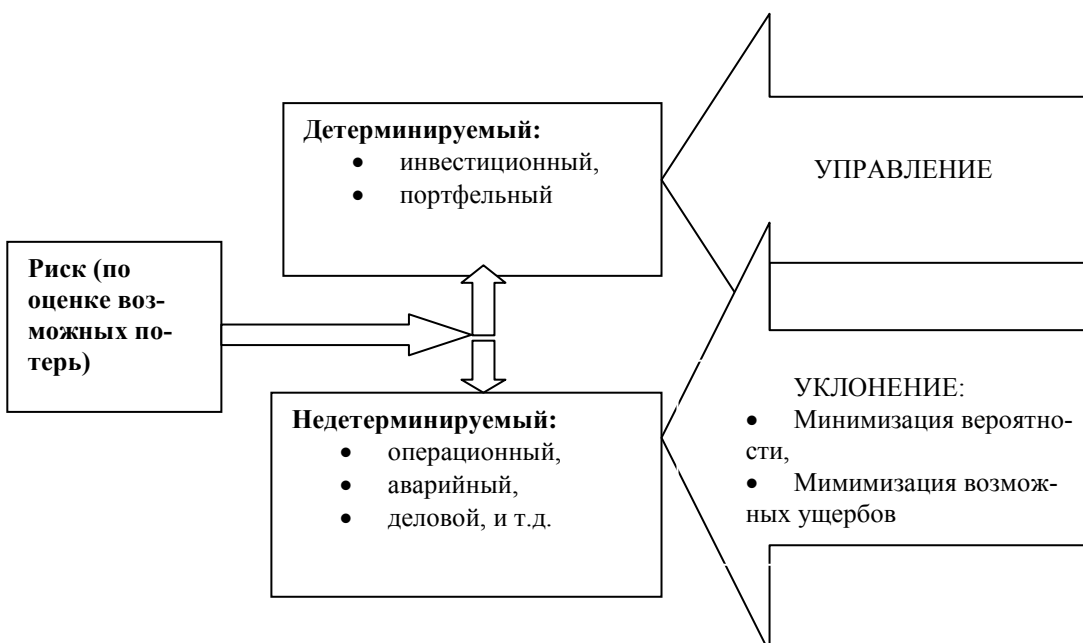 Риск (по
оценке воз-
можных по-
терь)
Детерминируемый:
• инвестиционный,
• портфельный
Недетерминируемый:
• операционный,
• аварийный,
• деловой, и т.д.
УПРАВЛЕНИЕ
УКЛОНЕНИЕ:
• Минимизация вероятно-
сти,
• Мимимизация возмож-
ных ущербов